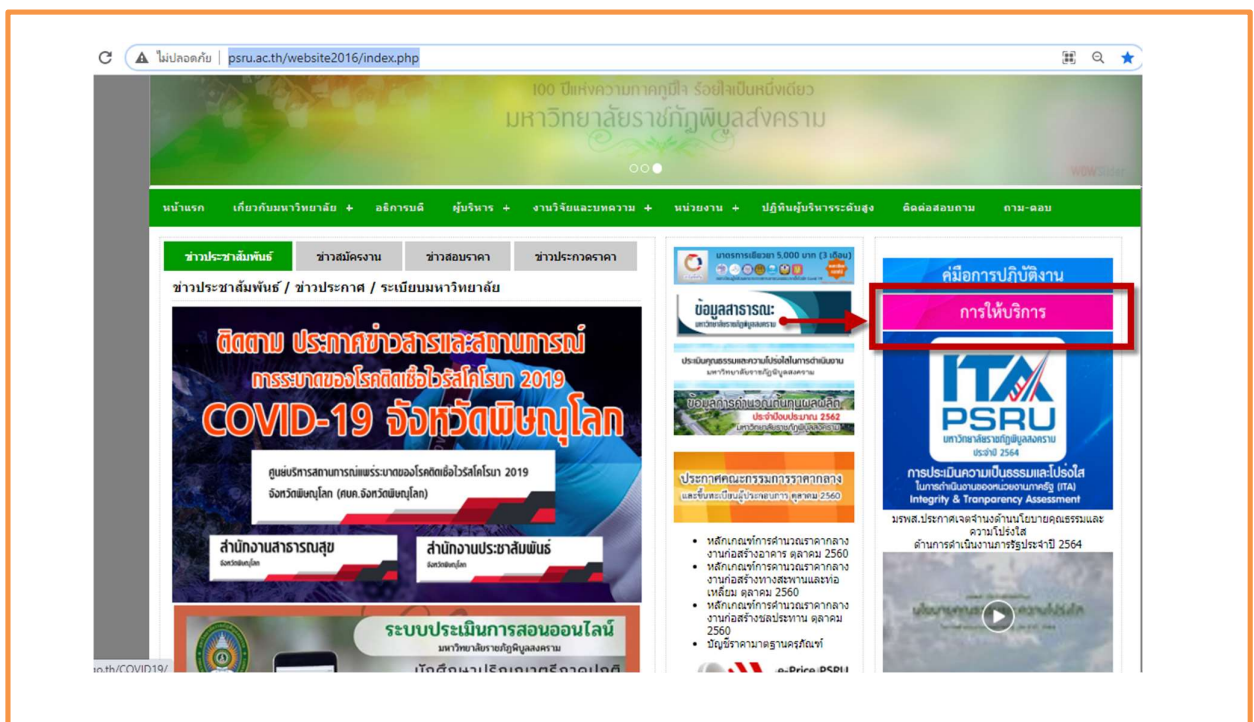 ไม่ปลอดภัย psru.ac.th/website2016/index.php
100 ปีแห่งความภาคภูมิใจ ร้อยใจเป็นหนึ่งเดียว
มหาวิทยาลัยราชภัฏพิบูลสงคราม
WOWSlider
หน้าแรก เกี่ยวกับมหาวิทยาลัย + อธิการบดี ผู้บริหาร + งานวิจัยและบทความ + หน่วยงาน + ปฏิทินผู้บริหารระดับสูง ติดต่อสอบถาม ถาม-ตอบ
ข่าวประชาสัมพันธ์ ข่าวสมัครงาน ข่าวสอบราคา ข่าวประกวดราคา
ข่าวประชาสัมพันธ์ / ข่าวประกาศ / ระเบียบมหาวิทยาลัย
ติดตาม ประกาศข่าวสารและสถานการณ์
การระบาดของโรคติดเชื้อไวรัสโคโรนา 2019
COVID-19 จังหวัดพิษณุโลก
ศูนย์บริหารสถานการณ์แพร่ระบาดของโรคติดเชื้อไวรัสโคโรนา 2019
จังหวัดพิษณุโลก (ศบค.จังหวัดพิษณุโลก)
สำนักงานสาธารณสุข
จังหวัดพิษณุโลก
สำนักงานประชาสัมพันธ์
จังหวัดพิษณุโลก
ระบบประเมินการสอนออนไลน์
มหาวิทยาลัยราชภัฏพิบูลสงคราม
นักศึกษาปริญญาตรีภาคปกติ
มาตรการเยียวยา 5,000 บาท (3 เดือน)
ข้อมูลสาธารณะ
มหาวิทยาลัยราชภัฏพิบูลสงคราม
ประเมินคุณธรรมและความโปร่งใสในการดำเนินงาน
มหาวิทยาลัยราชภัฏพิบูลสงคราม
ข้อมูลการคำนวณต้นทุนผลผลิต
ประจำปีงบประมาณ 2562
มหาวิทยาลัยราชภัฏพิบูลสงคราม
ประกาศคณะกรรมการราคากลาง
และขึ้นทะเบียนผู้ประกอบการ ตุลาคม 2560
• หลักเกณฑ์การคำนวณราคากลาง
งานก่อสร้างอาคาร ตุลาคม 2560
• หลักเกณฑ์การคานวณราคากลาง
งานก่อสร้างทางสะพานและท่อ
เหลี่ยม ตุลาคม 2560
• หลักเกณฑ์การคำนวณราคากลาง
งานก่อสร้างชลประทาน ตุลาคม
2560
• บัญชีราคามาตรฐานครุภัณฑ์
e-Price PSRU
คู่มือการปฏิบัติงาน
การให้บริการ
ITA
PSRU
มหาวิทยาลัยราชภัฏพิบูลสงคราม
ประจำปี 2564
การประเมินความเป็นธรรมและโปร่งใส
ในการดำเนินงานของหน่วยงานภาครัฐ (ITA)
Integrity & Tranparency Assessment
มรพส.ประกาศเจตจำนงด้านนโยบายคุณธรรมและ
ความโปร่งใส
ด้านการดำเนินงานภารรัฐประจำปี 2564
go.th/COVID19/